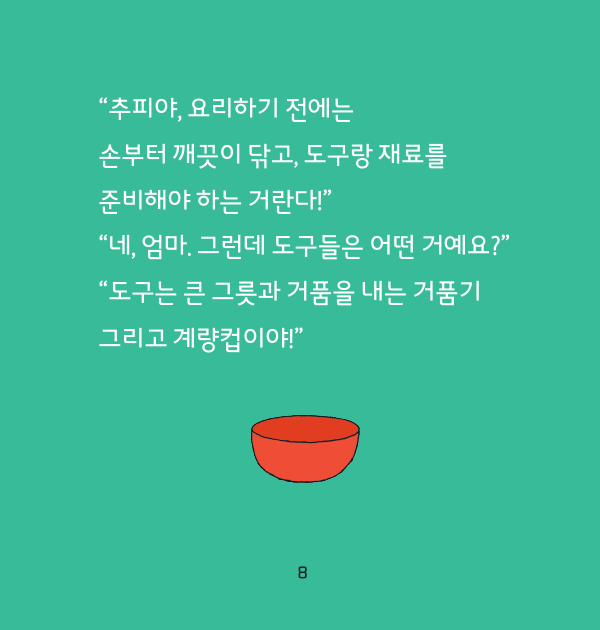 “추피야, 요리하기 전에는
손부터 깨끗이 닦고, 도구랑 재료를
준비해야 하는 거란다!”
“네, 엄마. 그런데 도구들은 어떤 거예요?”
“도구는 큰 그릇과 거품을 내는 거품기
그리고 계량컵이야!”
8